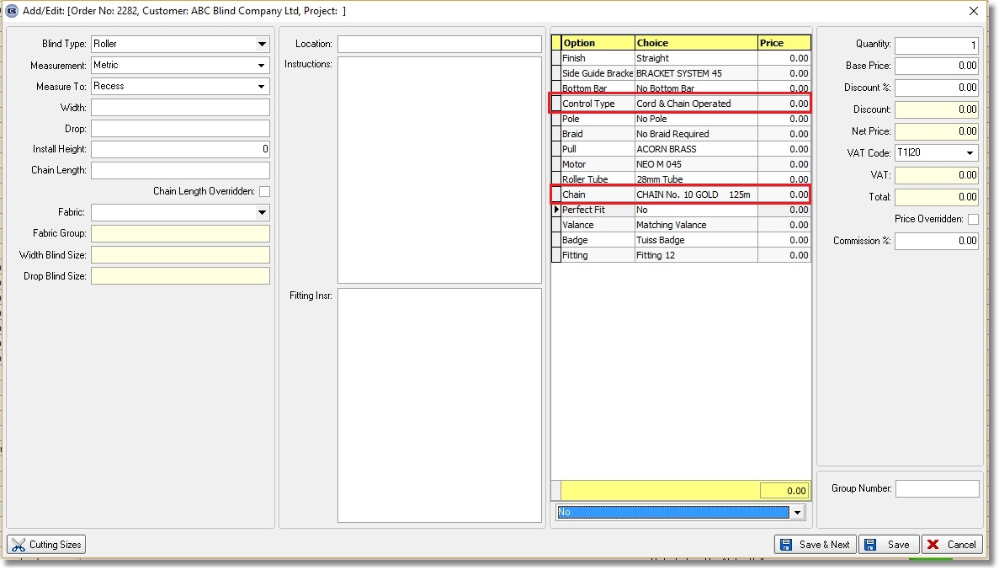 Add/Edit: [Order No: 2282, Customer: ABC Blind Company Ltd, Project: ]
Blind Type: Roller
Measurement: Metric
Measure To: Recess
Width:
Drop:
Install Height: 0
Chain Length:
Chain Length Overridden:
Fabric:
Fabric Group:
Width Blind Size:
Drop Blind Size:
Location:
Instructions:
Fitting Insr:
Option Choice Price
Finish Straight 0.00
Side Guide Bracke BRACKET SYSTEM 45 0.00
Bottom Bar No Bottom Bar 0.00
Control Type Cord & Chain Operated 0.00
Pole No Pole 0.00
Braid No Braid Required 0.00
Pull ACORN BRASS 0.00
Motor NEO M 045 0.00
Roller Tube 28mm Tube 0.00
Chain CHAIN No. 10 GOLD 125m 0.00
Perfect Fit No 0.00
Valance Matching Valance 0.00
Badge Tuiss Badge 0.00
Fitting Fitting 12 0.00
0.00
No
Quantity: 1
Base Price: 0.00
Discount %: 0.00
Discount: 0.00
Net Price: 0.00
VAT Code: T1|20
VAT: 0.00
Total: 0.00
Price Overridden:
Commission %: 0.00
Group Number:
Cutting Sizes
Save & Next
Save
Cancel